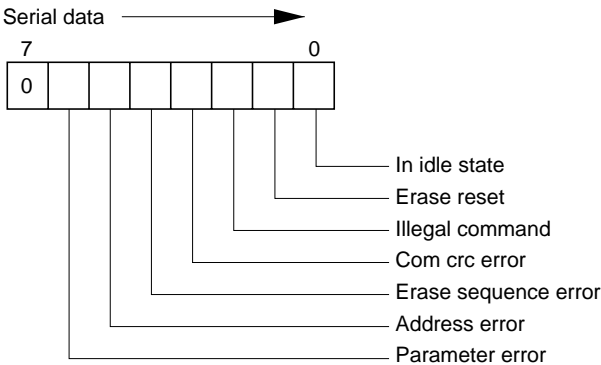 Serial data
7 0
0
In idle state
Erase reset
Illegal command
Com crc error
Erase sequence error
Address error
Parameter error